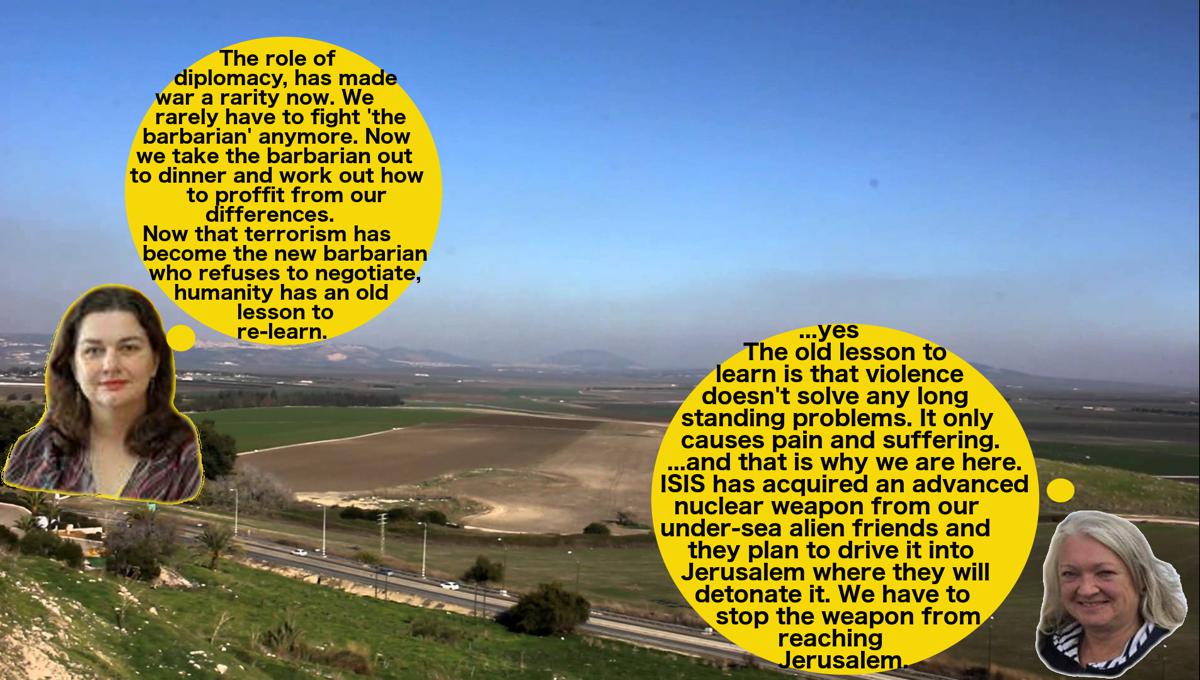 The role of
diplomacy, has made
war a rarity now. We
rarely have to fight 'the
barbarian' anymore. Now
we take the barbarian out
to dinner and work out how
to proffit from our
differences.
Now that terrorism has
become the new barbarian
who refuses to negotiate,
humanity has an old
lesson to
re-learn.
...yes
The old lesson to
learn is that violence
doesn't solve any long
standing problems. It only
causes pain and suffering.
...and that is why we are here.
ISIS has acquired an advanced
nuclear weapon from our
under-sea alien friends and
they plan to drive it into
Jerusalem where they will
detonate it. We have to
stop the weapon from
reaching
Jerusalem.